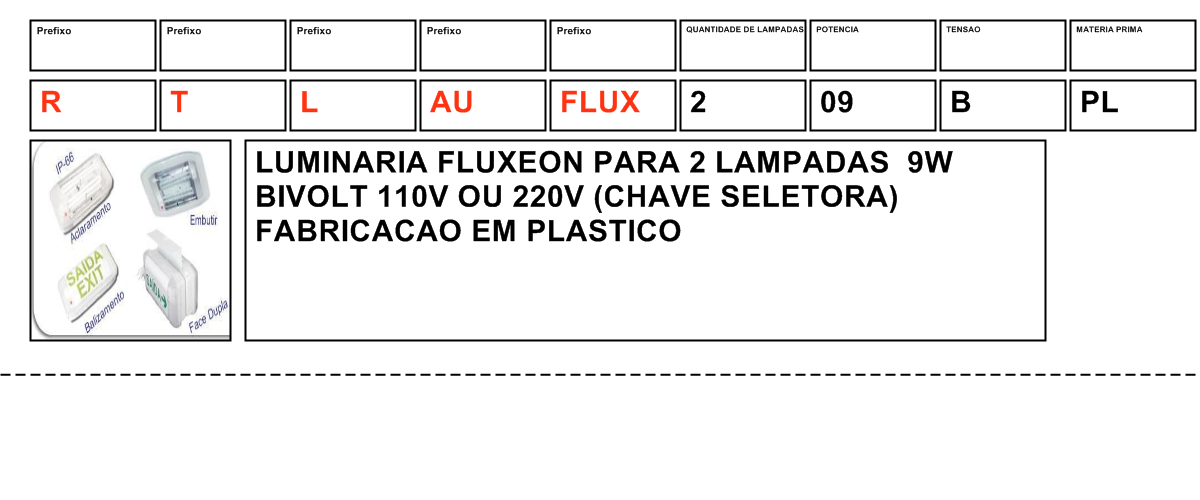 Prefixo Prefixo Prefixo Prefixo Prefixo QUANTIDADE DE LAMPADAS POTENCIA TENSAO MATERIA PRIMA
R T L AU FLUX 2 09 B PL
IP-66
Aclaramento
Embutir
SAIDA
EXIT
Balizamento
SAIDA
Face Dupla
LUMINARIA FLUXEON PARA 2 LAMPADAS 9W
BIVOLT 110V OU 220V (CHAVE SELETORA)
FABRICACAO EM PLASTICO